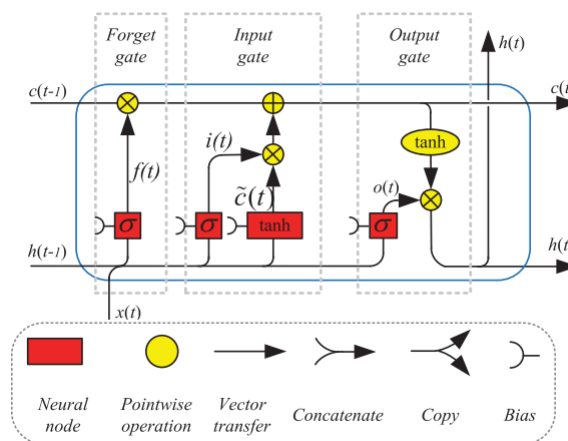 Forget gate
Input gate
Output gate
h(t)
c(t-1)
c(t
tanh
i(t)
f(t)
c̃(t)
o(t)
σ
σ
tanh
σ
h(t-1)
h(t
x(t)
Neural node
Pointwise operation
Vector transfer
Concatenate
Copy
Bias